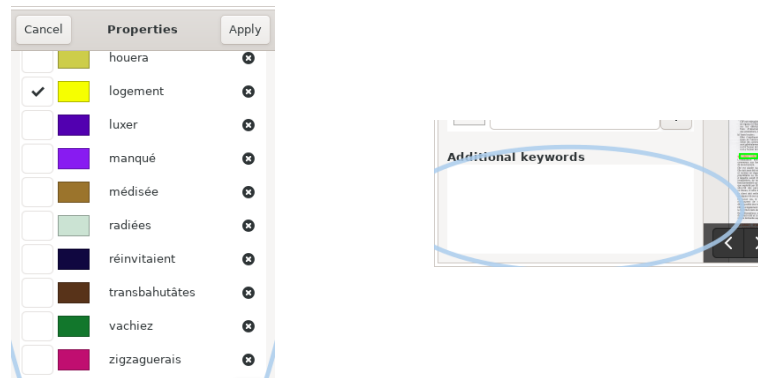 Cancel Properties Apply
houera
logement
luxer
manqué
médisée
radiées
réinvitaient
transbahutâtes
vachiez
zigzaguerais
Additional keywords